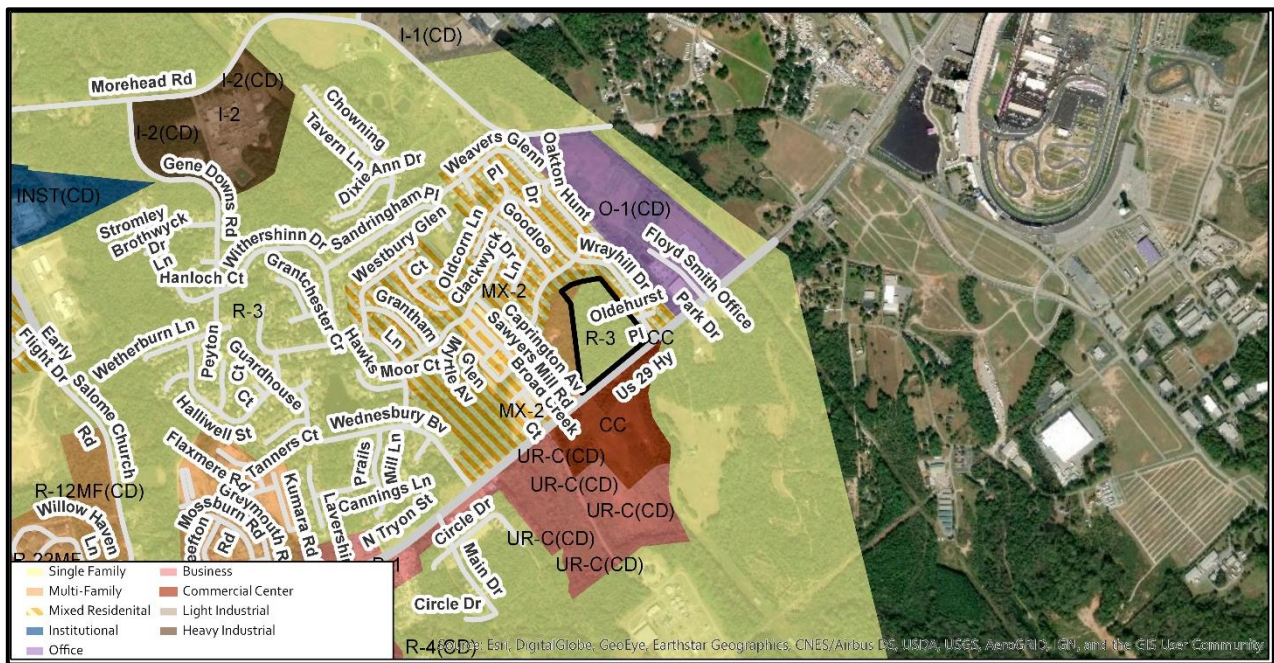 I-1(CD)
Morehead Rd
I-2(CD)
I-2
I-2(CD)
Chowning
Tavern Ln
Dixie Ann Dr
Weavers Glenn
Pl
Dr
Oakton Hunt
O-1(CD)
INST(CD)
Gene Downs Rd
Sandringham Pl
Stromley
Brothwyck
Dr
Ln
Hanloch Ct
Withershinn Dr
Westbury Glen
Ct
Oldcorn Ln
Goodloe
Dr
Clackwyck
Ln
Wrayhill Dr
Floyd Smith Office
Park Dr
Grantchester Cr
MX-2
Oldehurst
Pl
R-3
R-3
CC
Grantham
Ln
Caprington Av
Sawyers Mill Rd
Broad Creek
Ct
Us 29 Hy
Early
Flight Dr
Wetherburn Ln
Peyton
Ct
Guardhouse
Ct
Hawks
Moor Ct
Myrtle Av
Glen
MX-2
CC
Salome Church
Rd
Halliwell St
Wednesbury Bv
UR-C(CD)
UR-C(CD)
UR-C(CD)
UR-C(CD)
UR-C(CD)
Flaxmere Rd
Tanners Ct
Prails
Mill Ln
Cannings Ln
R-12MF(CD)
Willow Haven
Ln
Mossburn Rd
Rd
Greymouth R
Kumara Rd
Lavershir
N Tryon St
Circle Dr
Main Dr
Circle Dr
R-22MF
R-4(CD)
Single Family
Multi-Family
Mixed Residenital
Institutional
Office
Business
Commercial Center
Light Industrial
Heavy Industrial
Source: Esri, DigitalGlobe, GeoEye, Earthstar Geographics, CNES/Airbus DS, USDA, USGS, AeroGRID, IGN, and the GIS User Community